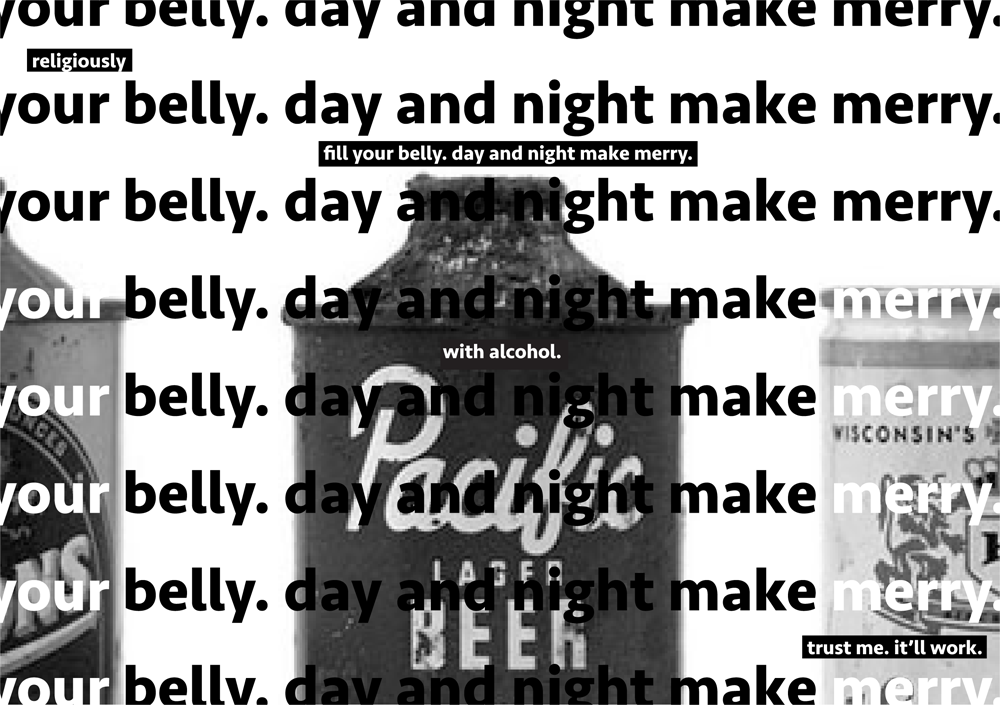 your belly. day and night make merry.
religiously
your belly. day and night make merry.
fill your belly. day and night make merry.
your belly. day and night make merry.
your belly. day and night make merry.
with alcohol.
Pacific
your belly. day and night make merry.
WISCONSIN'S
your belly. day and night make merry.
LAGER
your belly. day and night make merry.
BEER
trust me. it’ll work.
your belly. day and night make merry.